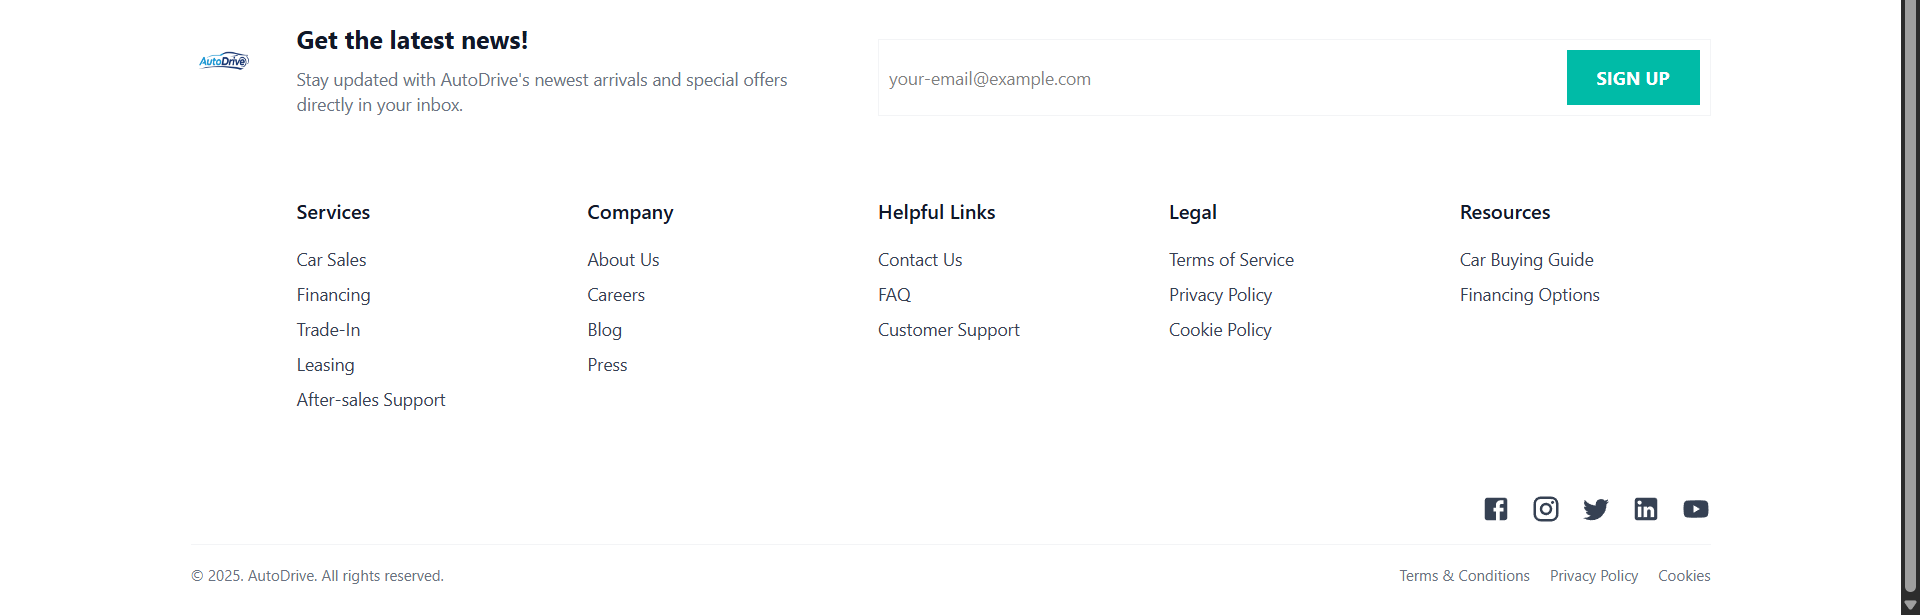 AutoDrive
Get the latest news!
Stay updated with AutoDrive's newest arrivals and special offers
directly in your inbox.
your-email@example.com
SIGN UP
Services
Car Sales
Financing
Trade-In
Leasing
After-sales Support
Company
About Us
Careers
Blog
Press
Helpful Links
Contact Us
FAQ
Customer Support
Legal
Terms of Service
Privacy Policy
Cookie Policy
Resources
Car Buying Guide
Financing Options
© 2025. AutoDrive. All rights reserved.
Terms & Conditions
Privacy Policy
Cookies